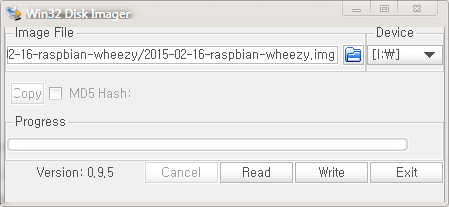 Win32 Disk Imager
Image File
Device
2-16-raspbian-wheezy/2015-02-16-raspbian-wheezy.img
[I:₩]
Copy
MD5 Hash:
Progress
Version: 0.9.5
Cancel
Read
Write
Exit